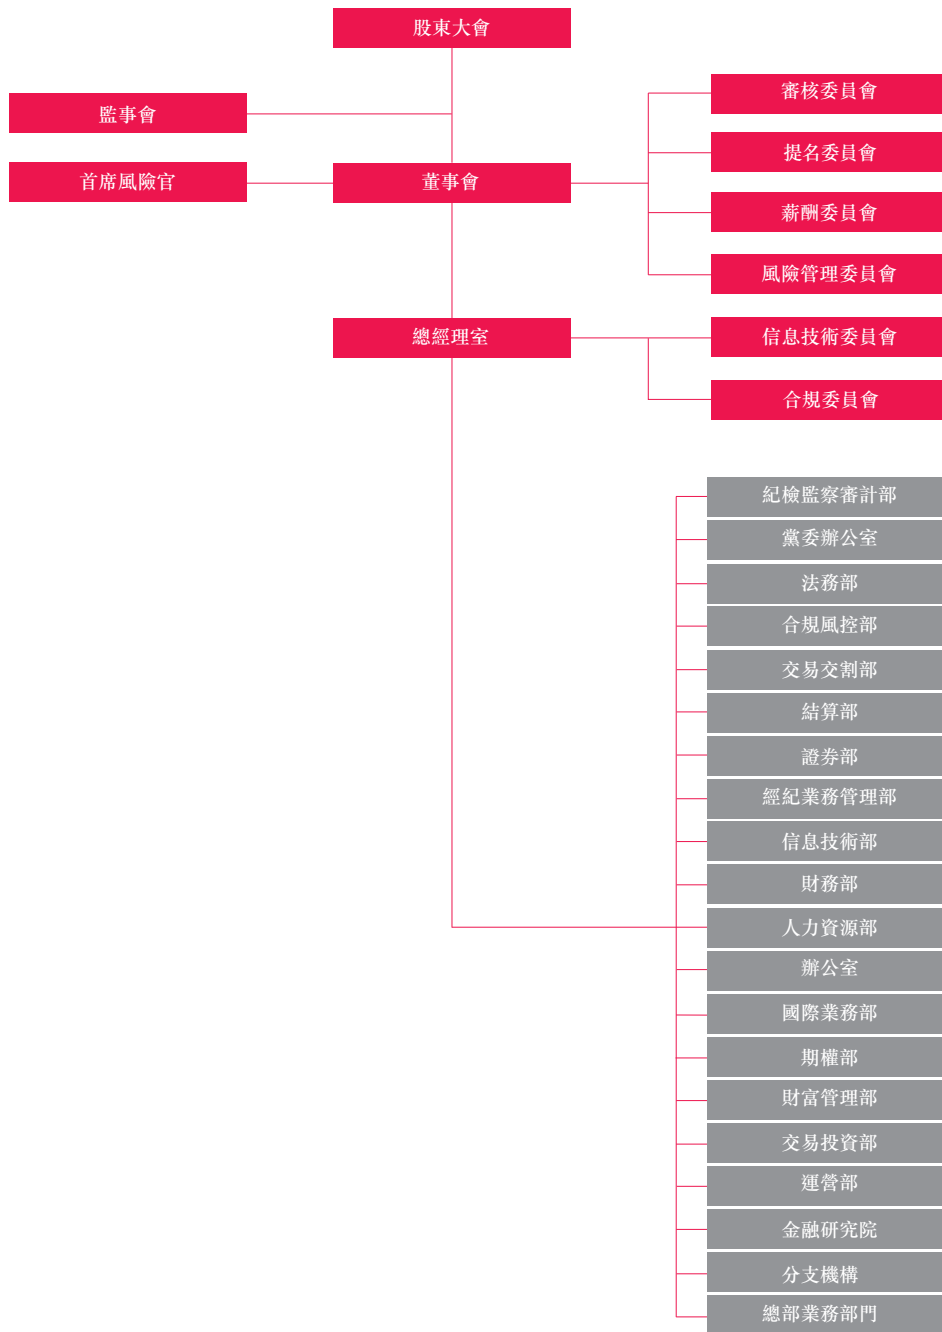 股東大會
監事會
首席風險官
董事會
審核委員會
提名委員會
薪酬委員會
風險管理委員會
總經理室
信息技術委員會
合規委員會
紀檢監察審計部
黨委辦公室
法務部
合規風控部
交易交割部
結算部
證券部
經紀業務管理部
信息技術部
財務部
人力資源部
辦公室
國際業務部
期權部
財富管理部
交易投資部
運營部
金融研究院
分支機構
總部業務部門